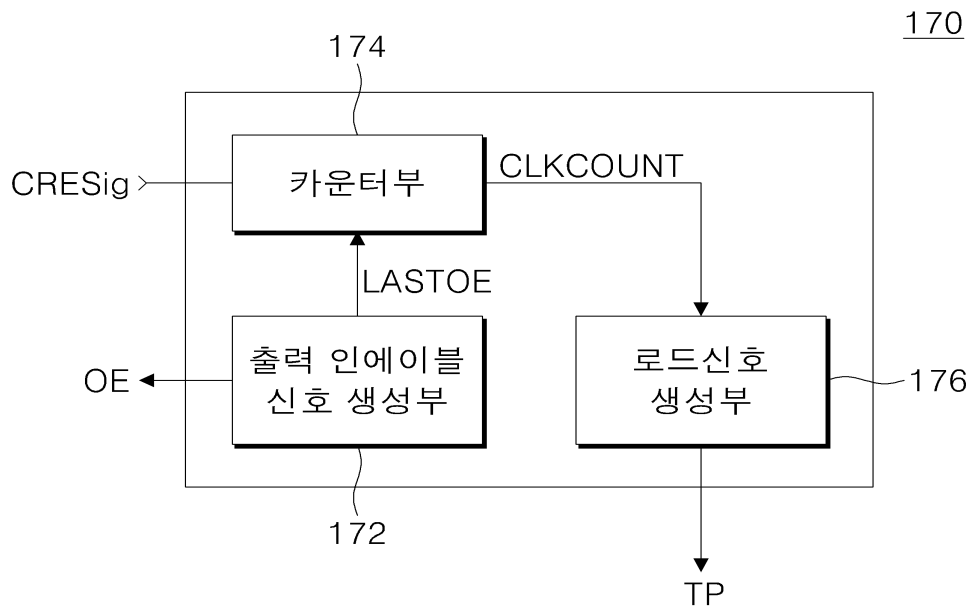 170
174
CRESig
카운터부
CLKCOUNT
LASTOE
OE
출력 인에이블
신호 생성부
로드신호
생성부
176
172
TP